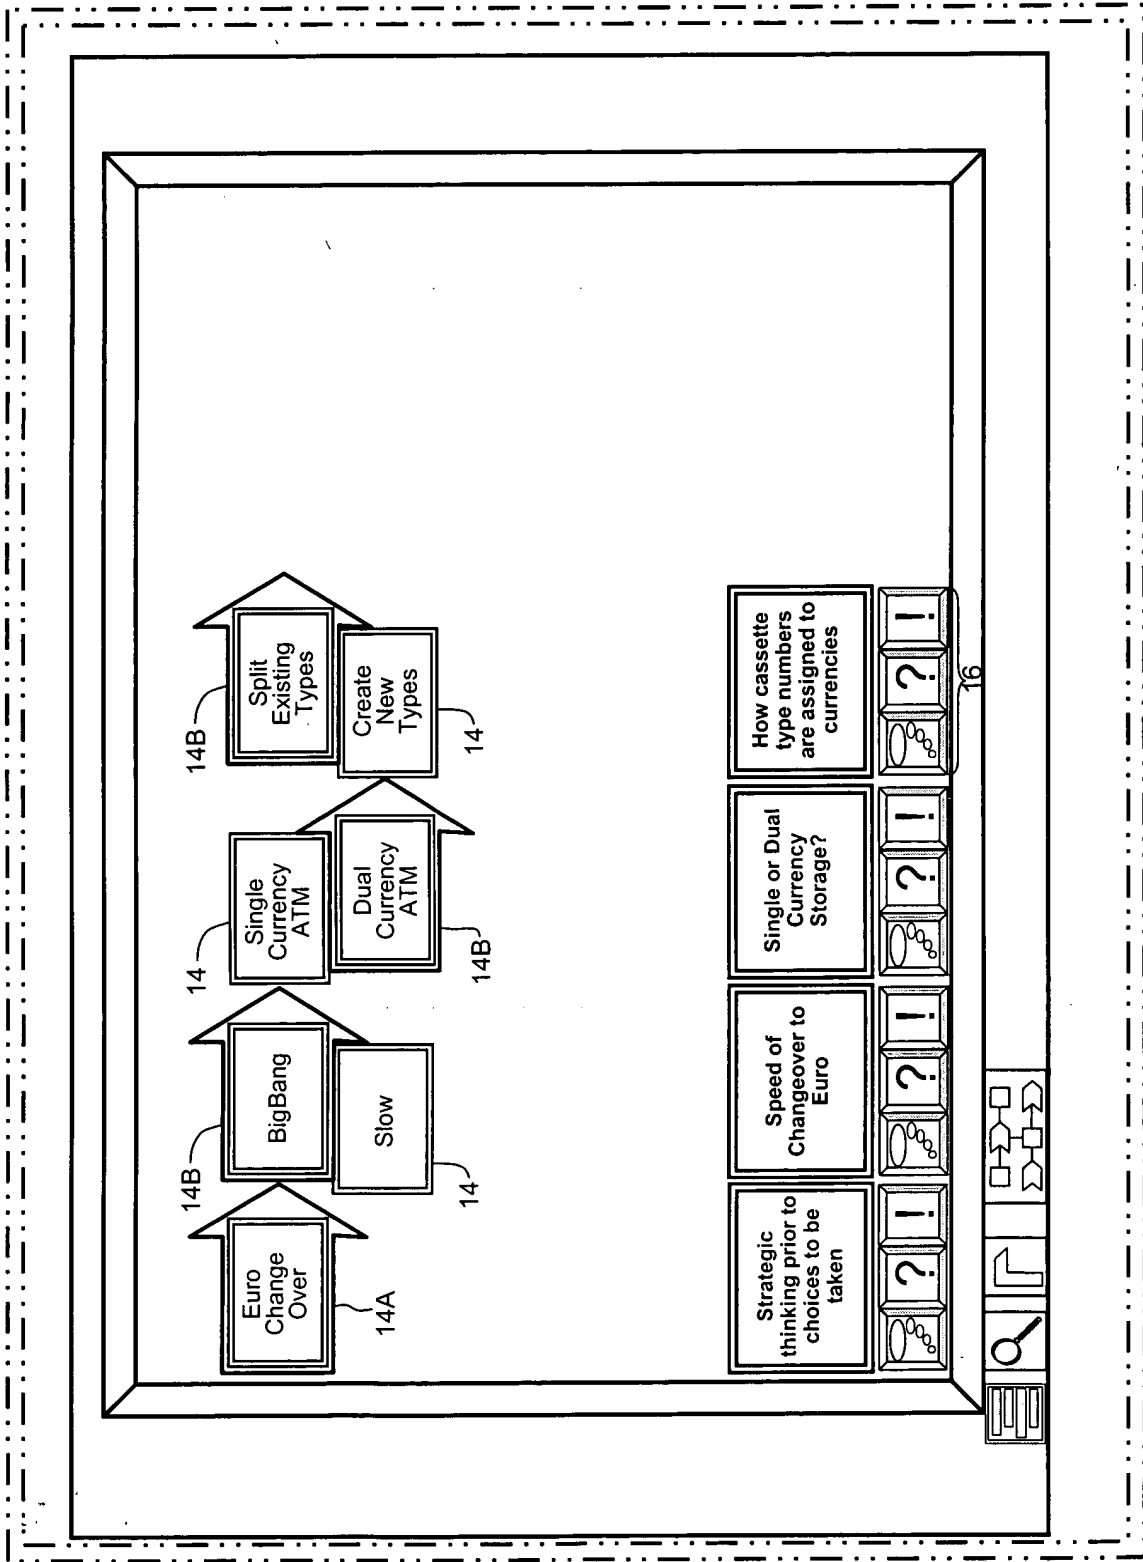 14B
14
14B
Euro
Change
Over
BigBang
Single
Currency
ATM
Split
Existing
Types
Slow
Dual
Currency
ATM
Create
New
Types
14A
14
14B
14
Strategic
thinking prior to
choices to be
taken
Speed of
Changeover to
Euro
Single or Dual
Currency
Storage?
How cassette
type numbers
are assigned to
currencies
? !
? !
? !
? !
16